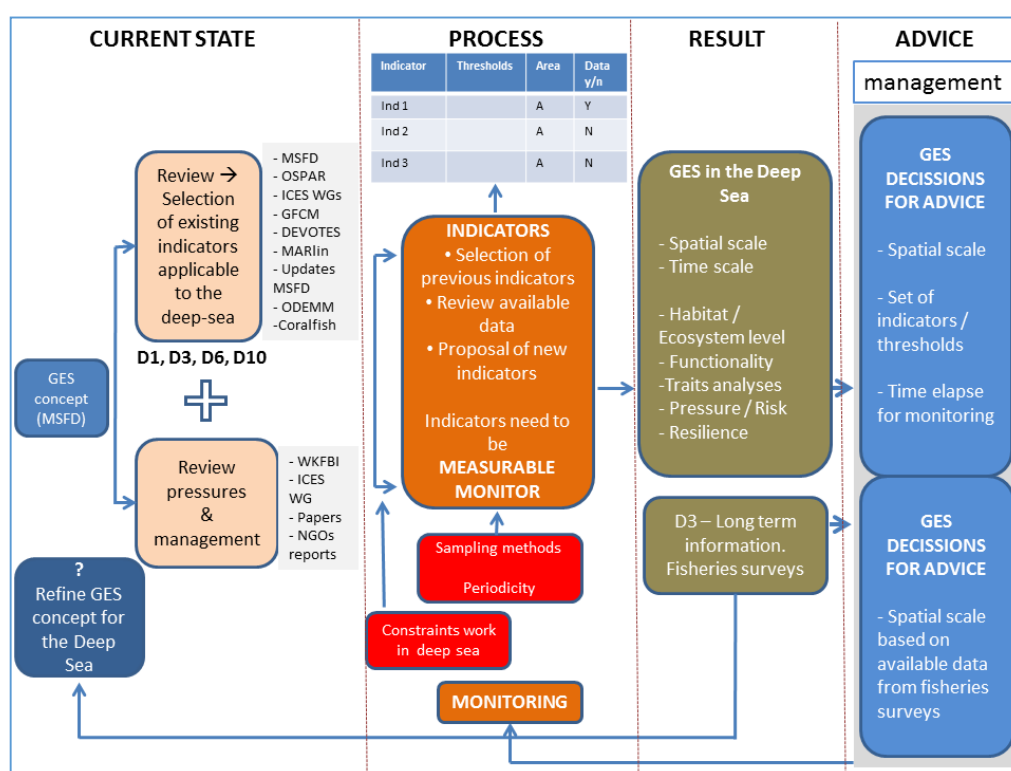 CURRENT STATE
PROCESS
RESULT
ADVICE
management
GES
concept
(MSFD)
Review →
Selection
of existing
indicators
applicable
to the
deep-sea
- MSFD
- OSPAR
- ICES WGs
- GFCM
- DEVOTES
- MARlin
- Updates
MSFD
- ODEMM
-Coralfish
D1, D3, D6, D10
Review
pressures
&
management
- WKFBI
- ICES
WG
- Papers
- NGOs
reports
?
Refine GES
concept for
the Deep
Sea
Indicator Thresholds Area Data
y/n
Ind 1 A Y
Ind 2 A N
Ind 3 A N
INDICATORS
• Selection of
previous indicators
• Review available
data
• Proposal of new
indicators
Indicators need to
be
MEASURABLE
MONITOR
Sampling methods
Periodicity
Constraints work
in deep sea
MONITORING
GES in the Deep
Sea
- Spatial scale
- Time scale
- Habitat /
Ecosystem level
- Functionality
-Traits analyses
- Pressure / Risk
- Resilience
D3 – Long term
information.
Fisheries surveys
GES
DECISSIONS
FOR ADVICE
- Spatial scale
- Set of
indicators /
thresholds
- Time elapse
for monitoring
GES
DECISSIONS
FOR ADVICE
- Spatial scale
based on
available data
from fisheries
surveys